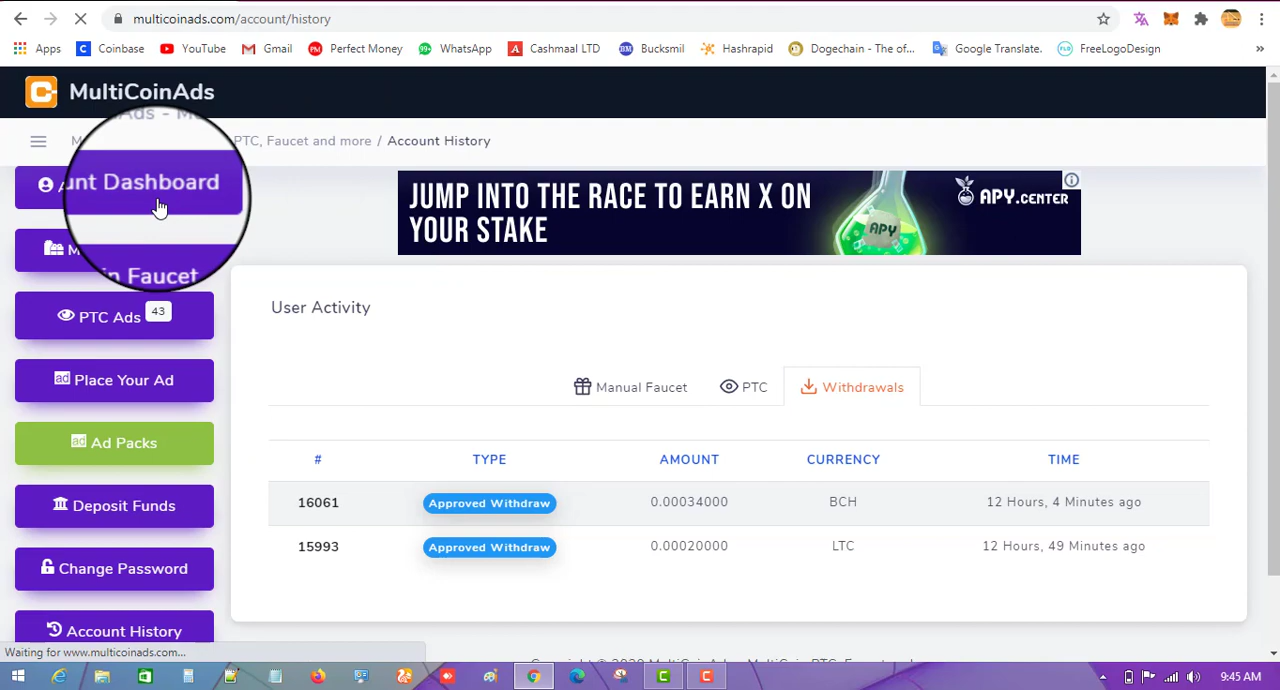 multicoinads.com/account/history
Apps Coinbase YouTube Gmail Perfect Money WhatsApp Cashmaal LTD Bucksmil Hashrapid Dogechain - The of... Google Translate. FreeLogoDesign »
MultiCoinAds
PTC, Faucet and more / Account History
unt Dashboard
in Faucet
PTC Ads 43
Place Your Ad
Ad Packs
Deposit Funds
Change Password
Account History
JUMP INTO THE RACE TO EARN X ON
YOUR STAKE
APY
APY.CENTER
User Activity
Manual Faucet PTC Withdrawals
# TYPE AMOUNT CURRENCY TIME
16061 Approved Withdraw 0.00034000 BCH 12 Hours, 4 Minutes ago
15993 Approved Withdraw 0.00020000 LTC 12 Hours, 49 Minutes ago
Waiting for www.multicoinads.com...
9:45 AM